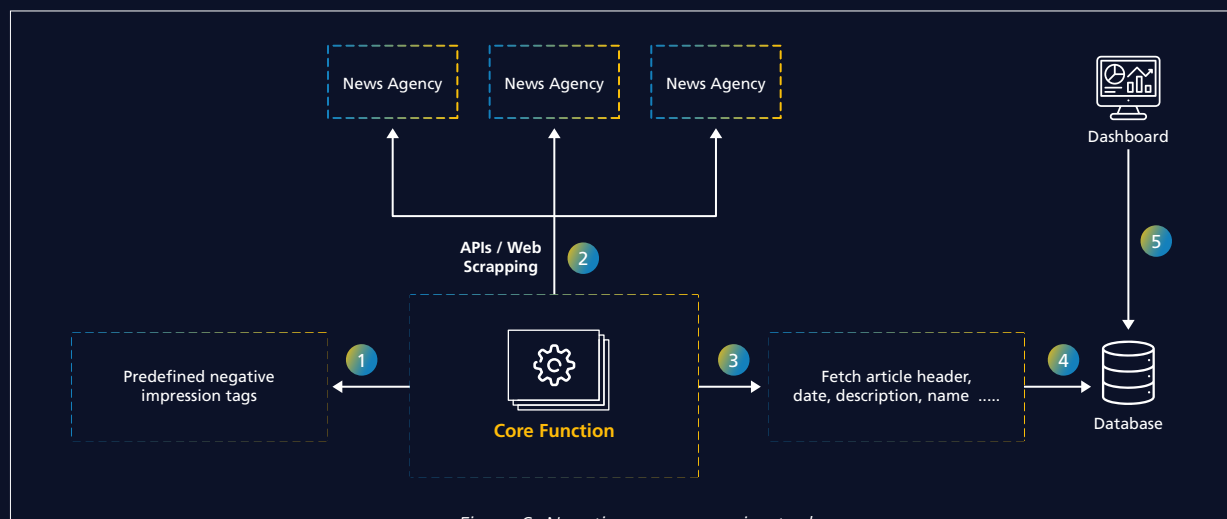 News Agency
News Agency
News Agency
Dashboard
APIs / Web
Scrapping
2
5
1
3
4
Predefined negative
impression tags
Core Function
Fetch article header,
date, description, name .....
Database